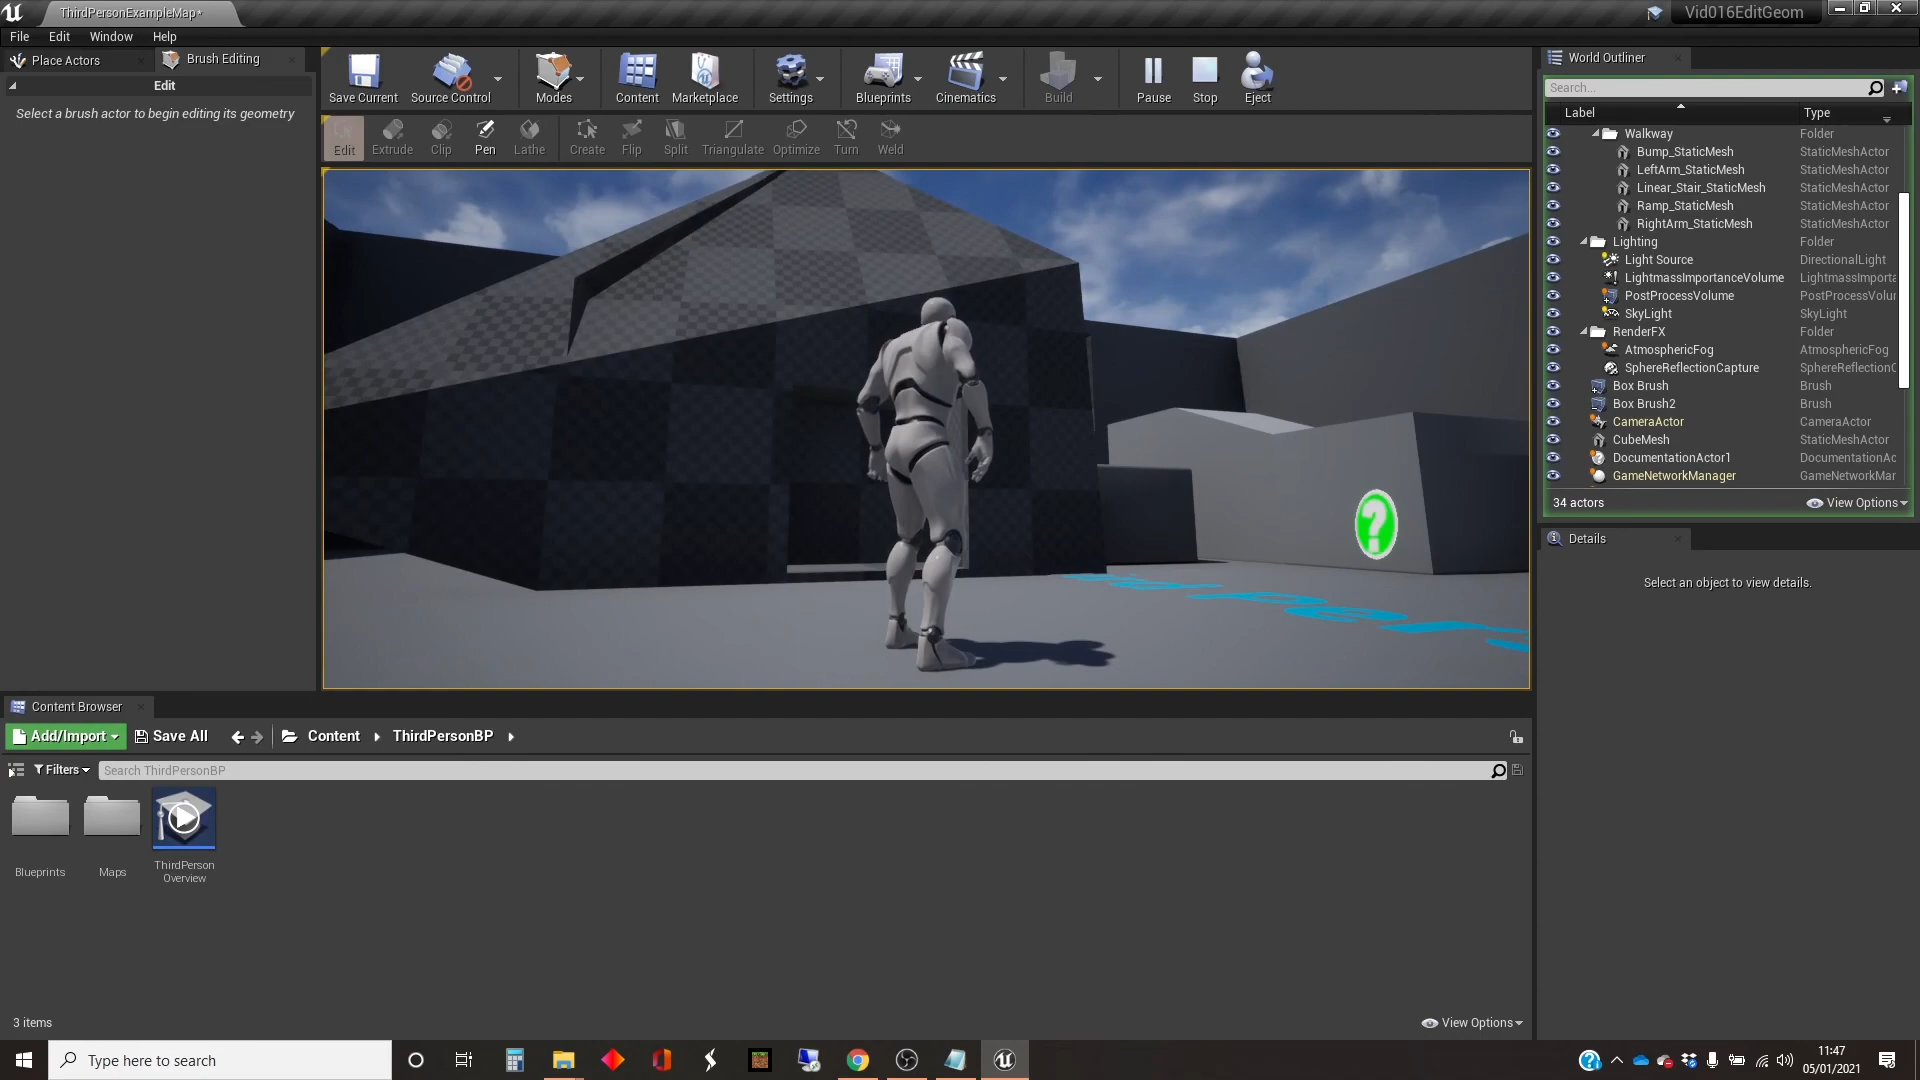 ThirdPersonExampleMap*
Vid016EditGeom
File Edit Window Help
Place Actors
Brush Editing
Edit
Select a brush actor to begin editing its geometry
Save Current
Source Control
Modes
Content
Marketplace
Settings
Blueprints
Cinematics
Build
Pause
Stop
Eject
Edit
Extrude
Clip
Pen
Lathe
Create
Flip
Split
Triangulate
Optimize
Turn
Weld
World Outliner
Search...
Label Type
Walkway Folder
Bump_StaticMesh StaticMeshActor
LeftArm_StaticMesh StaticMeshActor
Linear_Stair_StaticMesh StaticMeshActor
Ramp_StaticMesh StaticMeshActor
RightArm_StaticMesh StaticMeshActor
Lighting Folder
Light Source DirectionalLight
LightmassImportanceVolume LightmassImporta
PostProcessVolume PostProcessVolu
SkyLight SkyLight
RenderFX Folder
AtmosphericFog AtmosphericFog
SphereReflectionCapture SphereReflectionC
Box Brush Brush
Box Brush2 Brush
CameraActor CameraActor
CubeMesh StaticMeshActor
DocumentationActor1 DocumentationAc
GameNetworkManager GameNetworkMar
34 actors
View Options
Details
Select an object to view details.
?
Content Browser
Add/Import
Save All
Content
ThirdPersonBP
Filters
Search ThirdPersonBP
Blueprints
Maps
ThirdPerson
Overview
3 items
View Options
Type here to search
11:47
05/01/2021